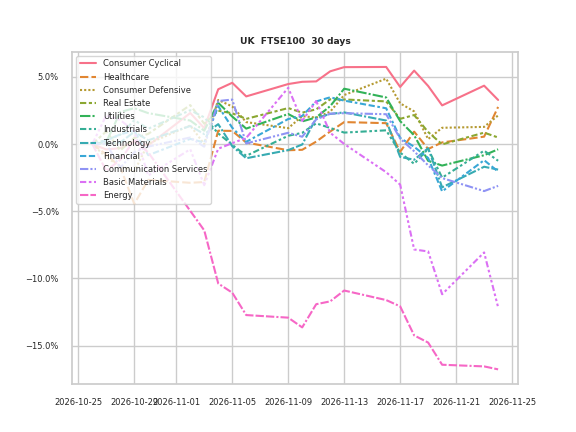 UK  FTSE100  30 days
Consumer Cyclical
Healthcare
Consumer Defensive
Real Estate
Utilities
Industrials
Technology
Financial
Communication Services
Basic Materials
Energy
5.0%
0.0%
−5.0%
−10.0%
−15.0%
2026-10-25 2026-10-29 2026-11-01 2026-11-05 2026-11-09 2026-11-13 2026-11-17 2026-11-21 2026-11-25